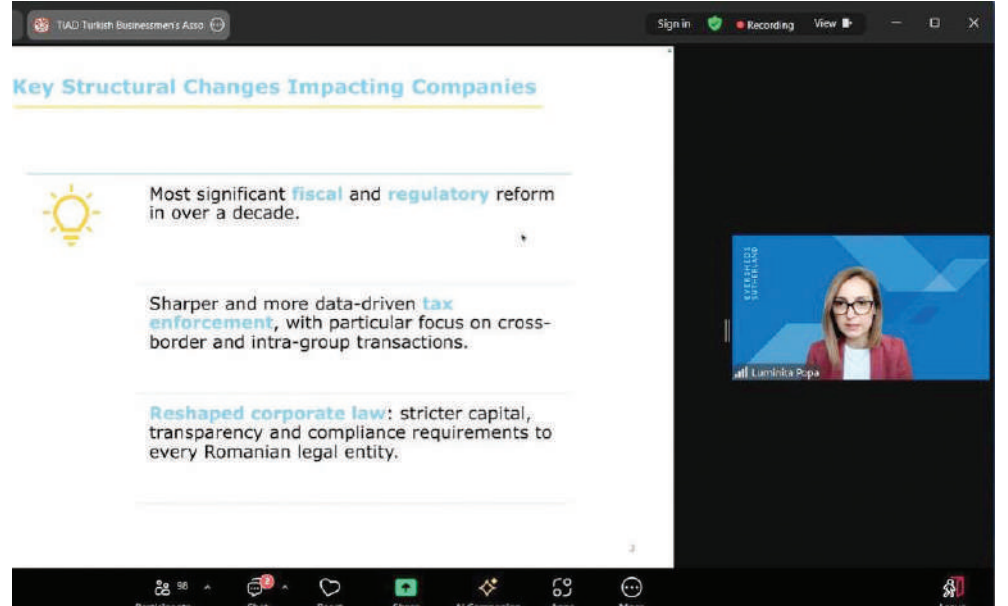 TIAD Turkish Businessmen's Asso
Sign in
Recording
View
Key Structural Changes Impacting Companies
Most significant fiscal and regulatory reform
in over a decade.
Sharper and more data-driven tax
enforcement, with particular focus on cross-
border and intra-group transactions.
Reshaped corporate law: stricter capital,
transparency and compliance requirements to
every Romanian legal entity.
EVERSHEDS
SUTHERLAND
Luminita Popa
98
2